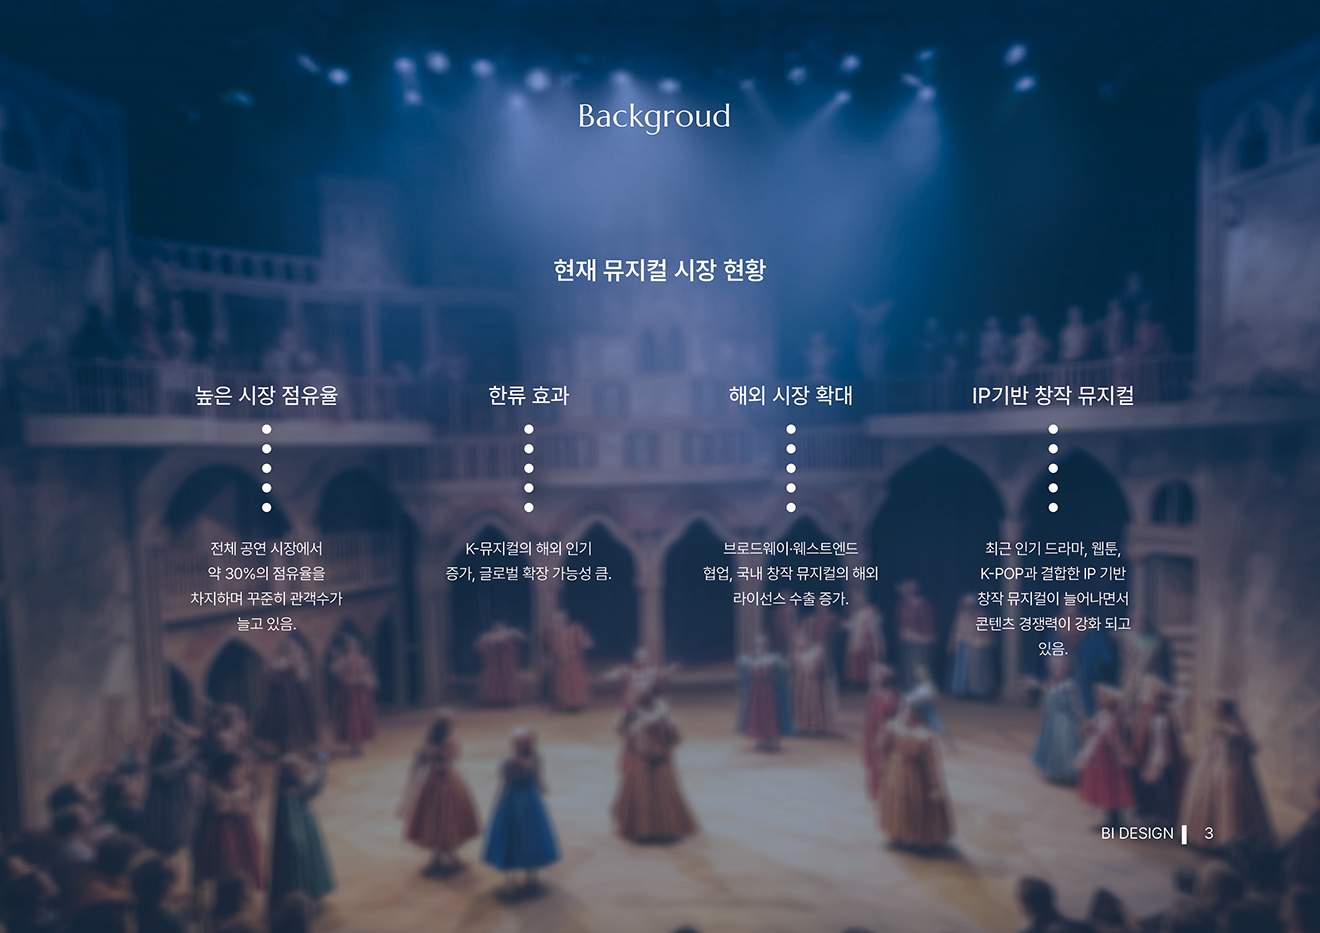 Backgroud
현재 뮤지컬 시장 현황
높은 시장 점유율
전체 공연 시장에서
약 30%의 점유율을
차지하며 꾸준히 관객수가
늘고 있음.
한류 효과
K-뮤지컬의 해외 인기
증가, 글로벌 확장 가능성 큼.
해외 시장 확대
브로드웨이·웨스트엔드
협업, 국내 창작 뮤지컬의 해외
라이선스 수출 증가.
IP기반 창작 뮤지컬
최근 인기 드라마, 웹툰,
K-POP과 결합한 IP 기반
창작 뮤지컬이 늘어나면서
콘텐츠 경쟁력이 강화 되고
있음.
BI DESIGN ▌ 3